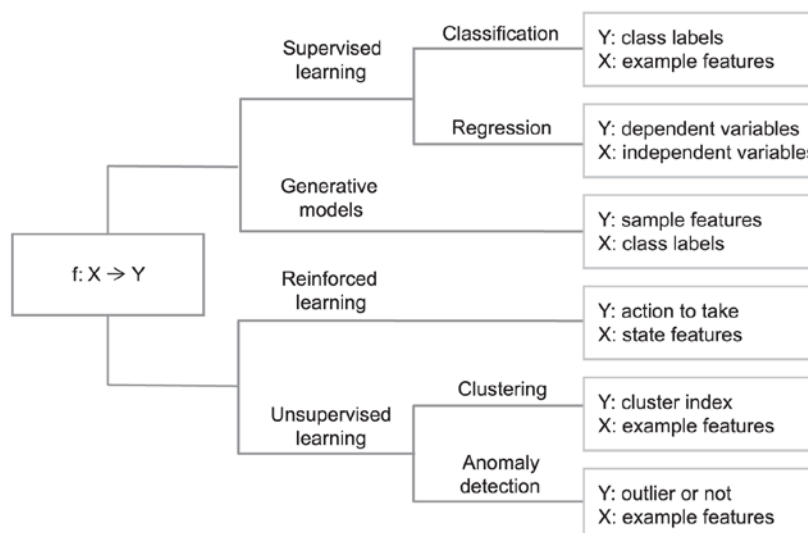 Supervised
learning
Classification
Y: class labels
X: example features
Regression
Y: dependent variables
X: independent variables
Generative
models
Y: sample features
X: class labels
f: X → Y
Reinforced
learning
Y: action to take
X: state features
Unsupervised
learning
Clustering
Y: cluster index
X: example features
Anomaly
detection
Y: outlier or not
X: example features